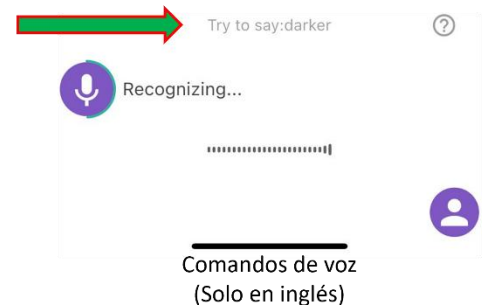 Try to say:darker
Recognizing...
Comandos de voz
(Solo en inglés)